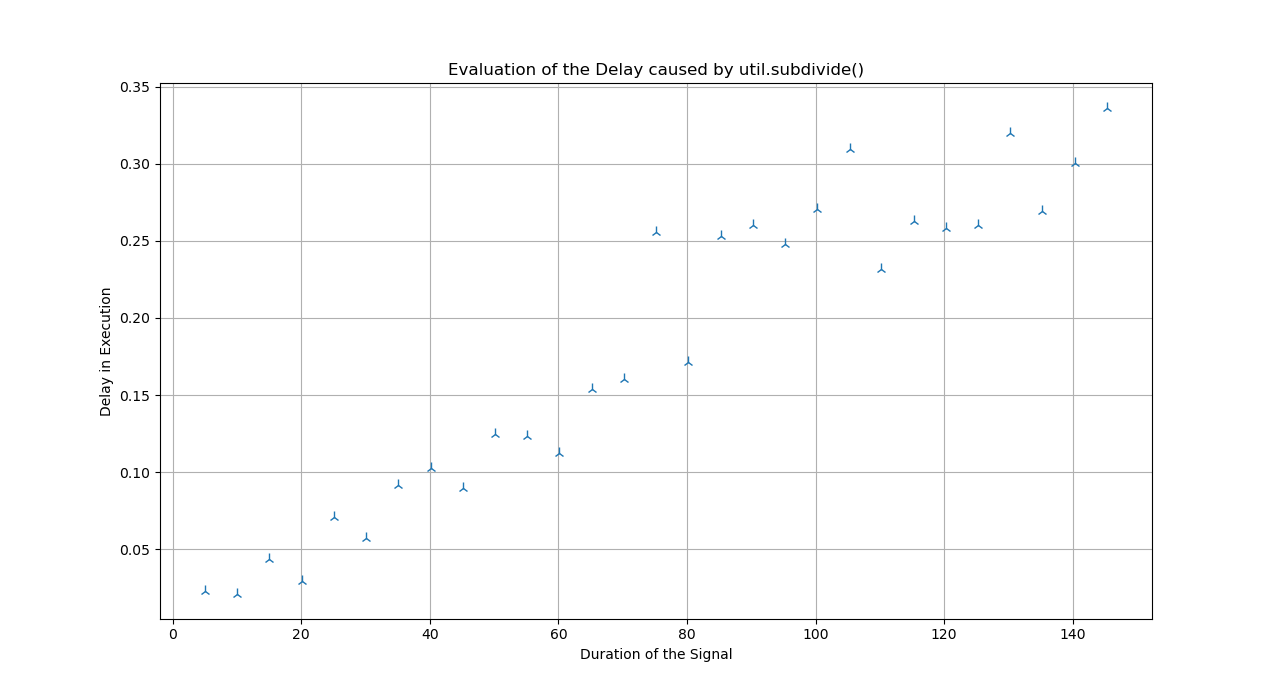 Evaluation of the Delay caused by util.subdivide()
0.35
0.30
0.25
0.20
0.15
0.10
0.05
Delay in Execution
0 20 40 60 80 100 120 140
Duration of the Signal